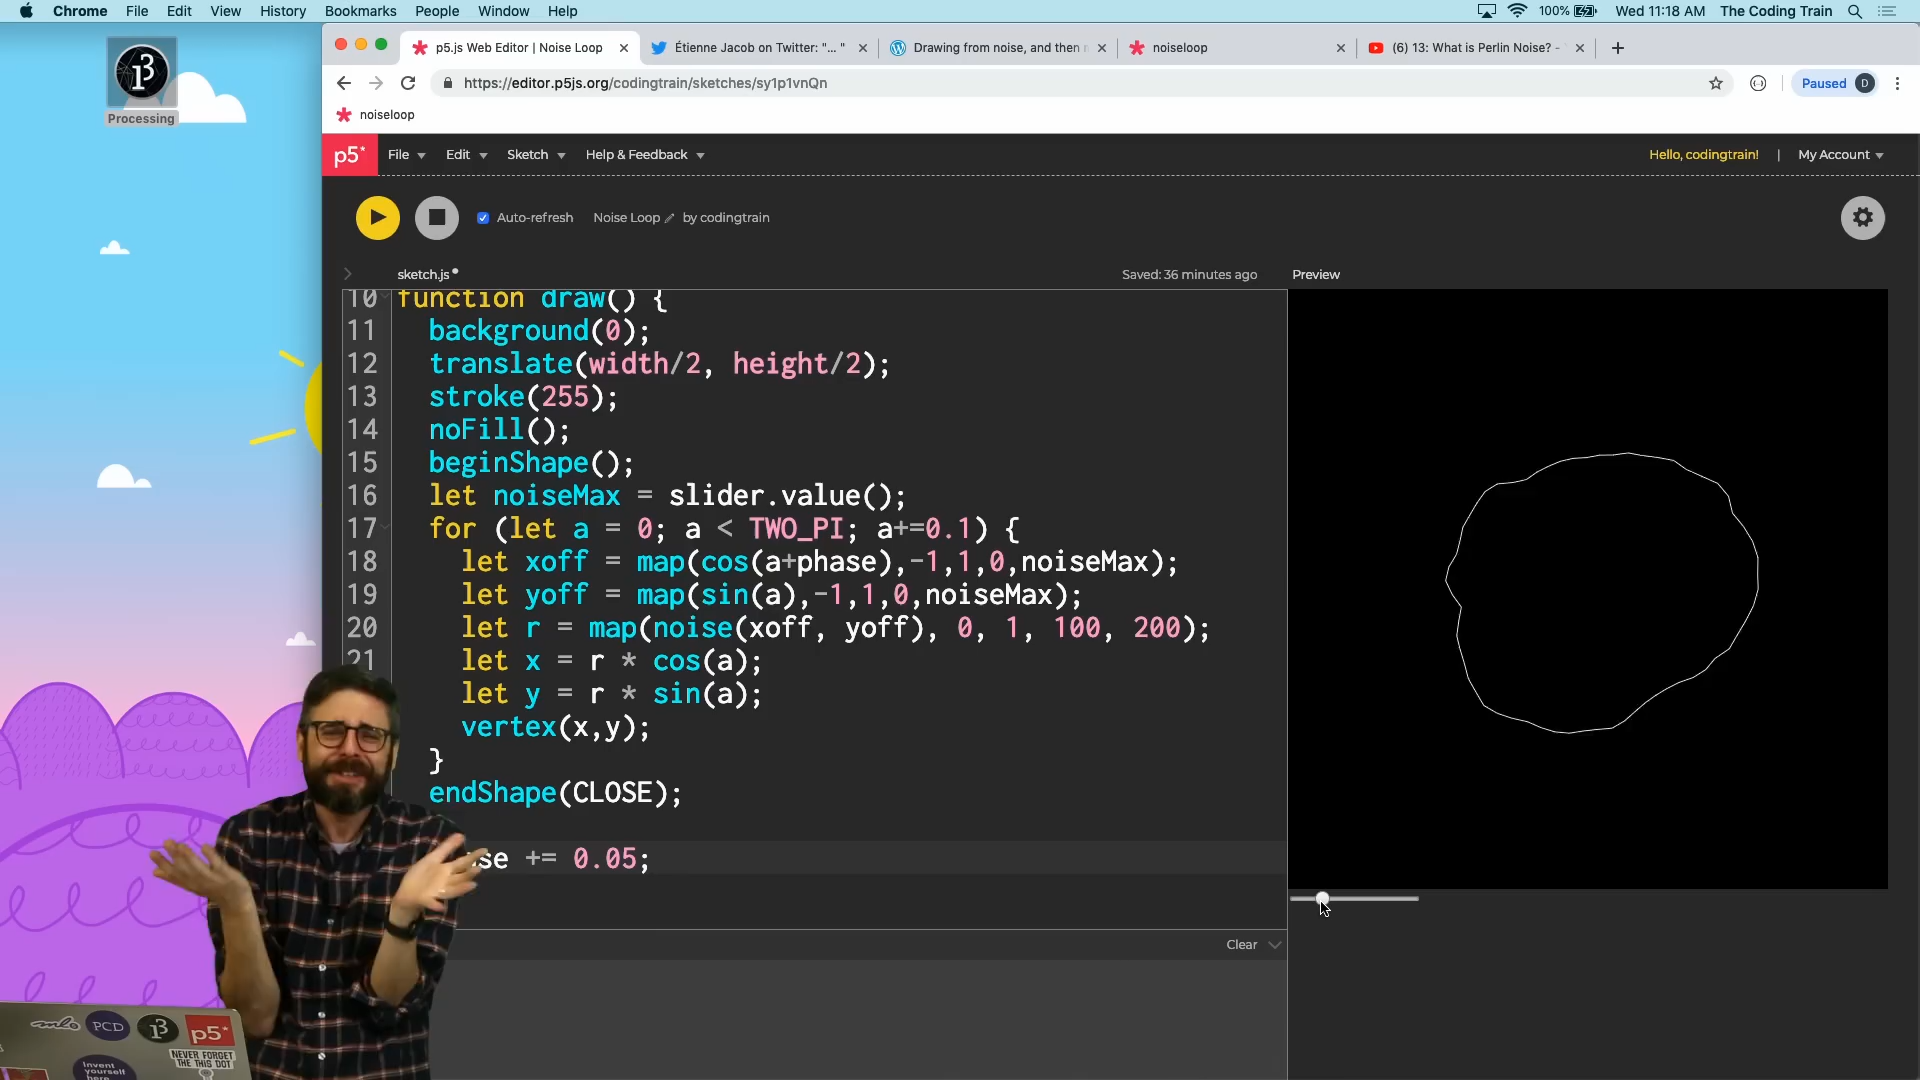 Chrome File Edit View History Bookmarks People Window Help 100% Wed 11:18 AM The Coding Train
Processing
p5.js Web Editor | Noise Loop
Étienne Jacob on Twitter: "... "
Drawing from noise, and then
noiseloop
(6) 13: What is Perlin Noise? -
https://editor.p5js.org/codingtrain/sketches/sy1p1vnQn
Paused D
noiseloop
p5* File Edit Sketch Help & Feedback Hello, codingtrain! | My Account
Auto-refresh Noise Loop by codingtrain
sketch.js Saved: 36 minutes ago Preview
10 function draw() {
11 background(0);
12 translate(width/2, height/2);
13 stroke(255);
14 noFill();
15 beginShape();
16 let noiseMax = slider.value();
17 for (let a = 0; a < TWO_PI; a+=0.1) {
18 let xoff = map(cos(a+phase),-1,1,0,noiseMax);
19 let yoff = map(sin(a),-1,1,0,noiseMax);
20 let r = map(noise(xoff, yoff), 0, 1, 100, 200);
21 let x = r * cos(a);
let y = r * sin(a);
vertex(x,y);
}
endShape(CLOSE);
se += 0.05;
Clear
PCD
p5*
NEVER FORGET
THE THIS DOT
Invent
yourself
here